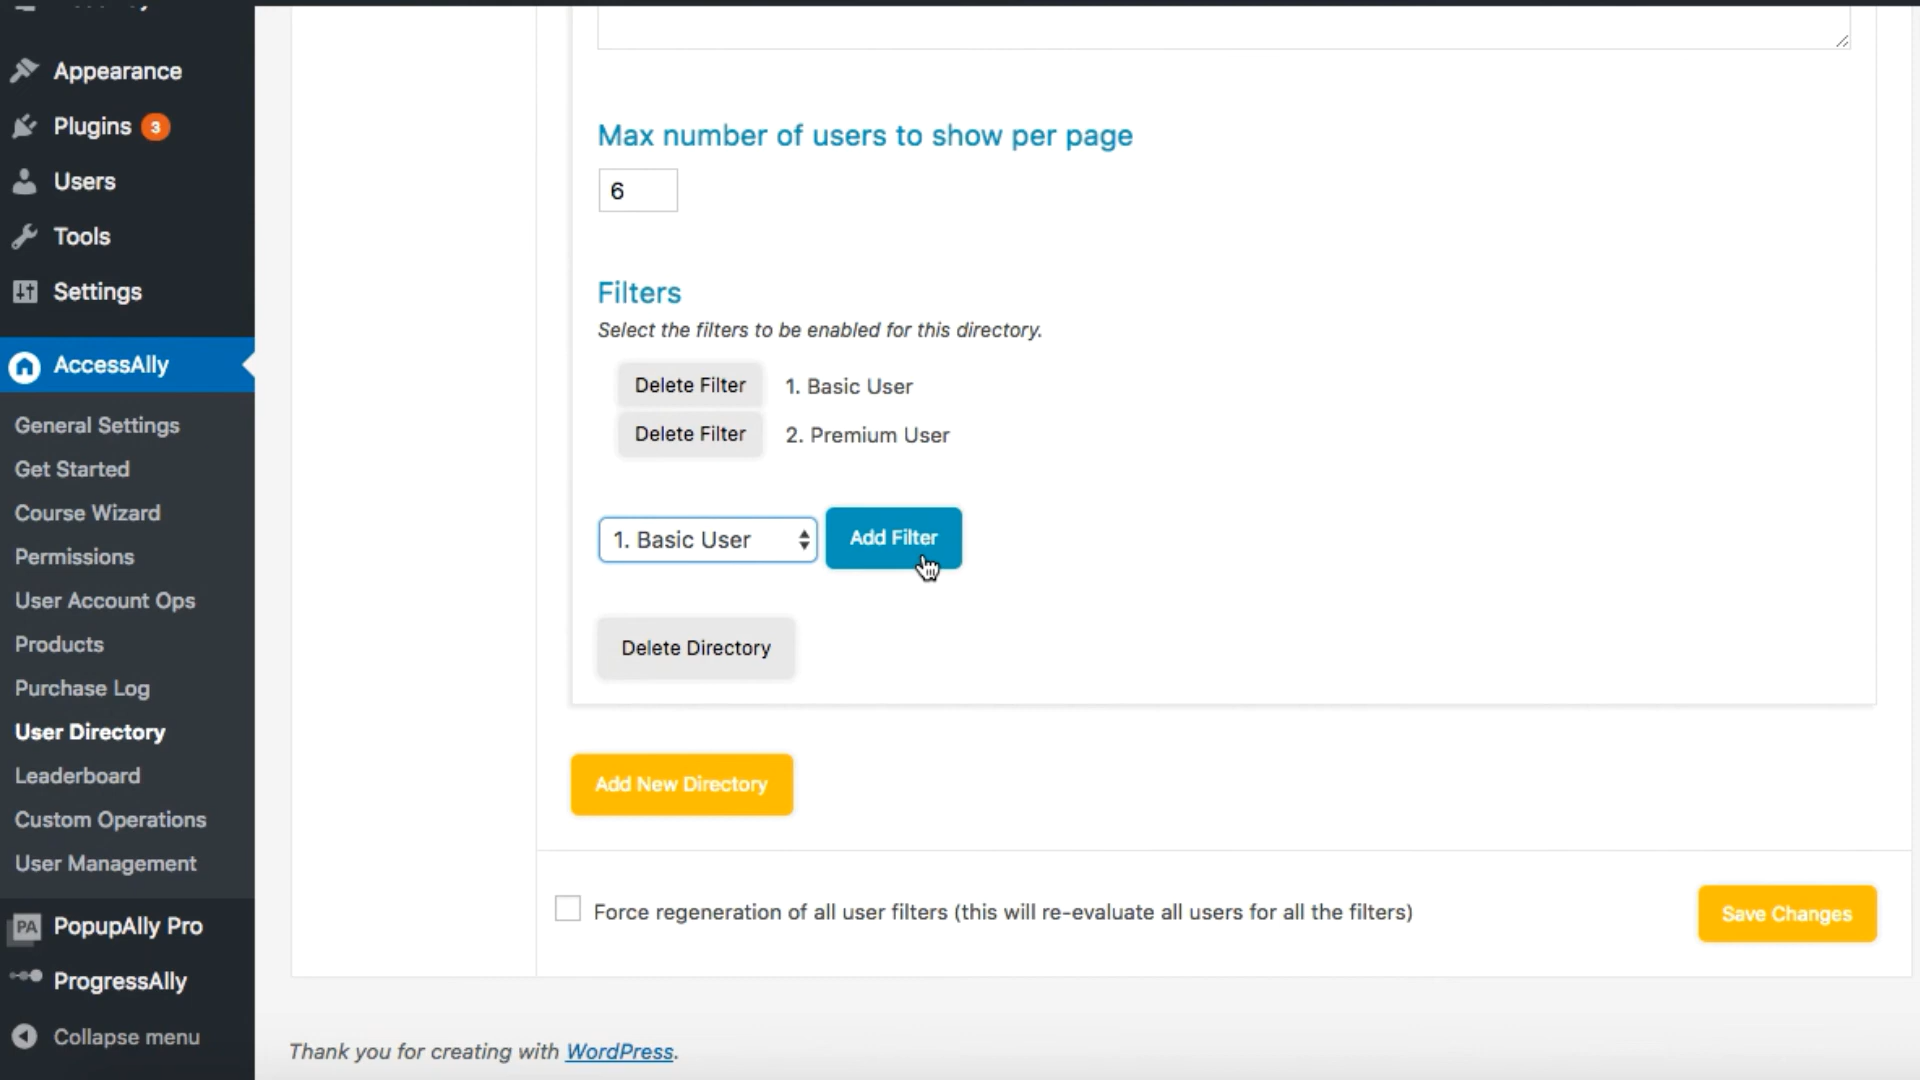 Appearance
Plugins 3
Users
Tools
Settings
AccessAlly
General Settings
Get Started
Course Wizard
Permissions
User Account Ops
Products
Purchase Log
User Directory
Leaderboard
Custom Operations
User Management
PA PopupAlly Pro
ProgressAlly
Collapse menu
Max number of users to show per page
6
Filters
Select the filters to be enabled for this directory.
Delete Filter 1. Basic User
Delete Filter 2. Premium User
1. Basic User Add Filter
Delete Directory
Add New Directory
Force regeneration of all user filters (this will re-evaluate all users for all the filters) Save Changes
Thank you for creating with WordPress.